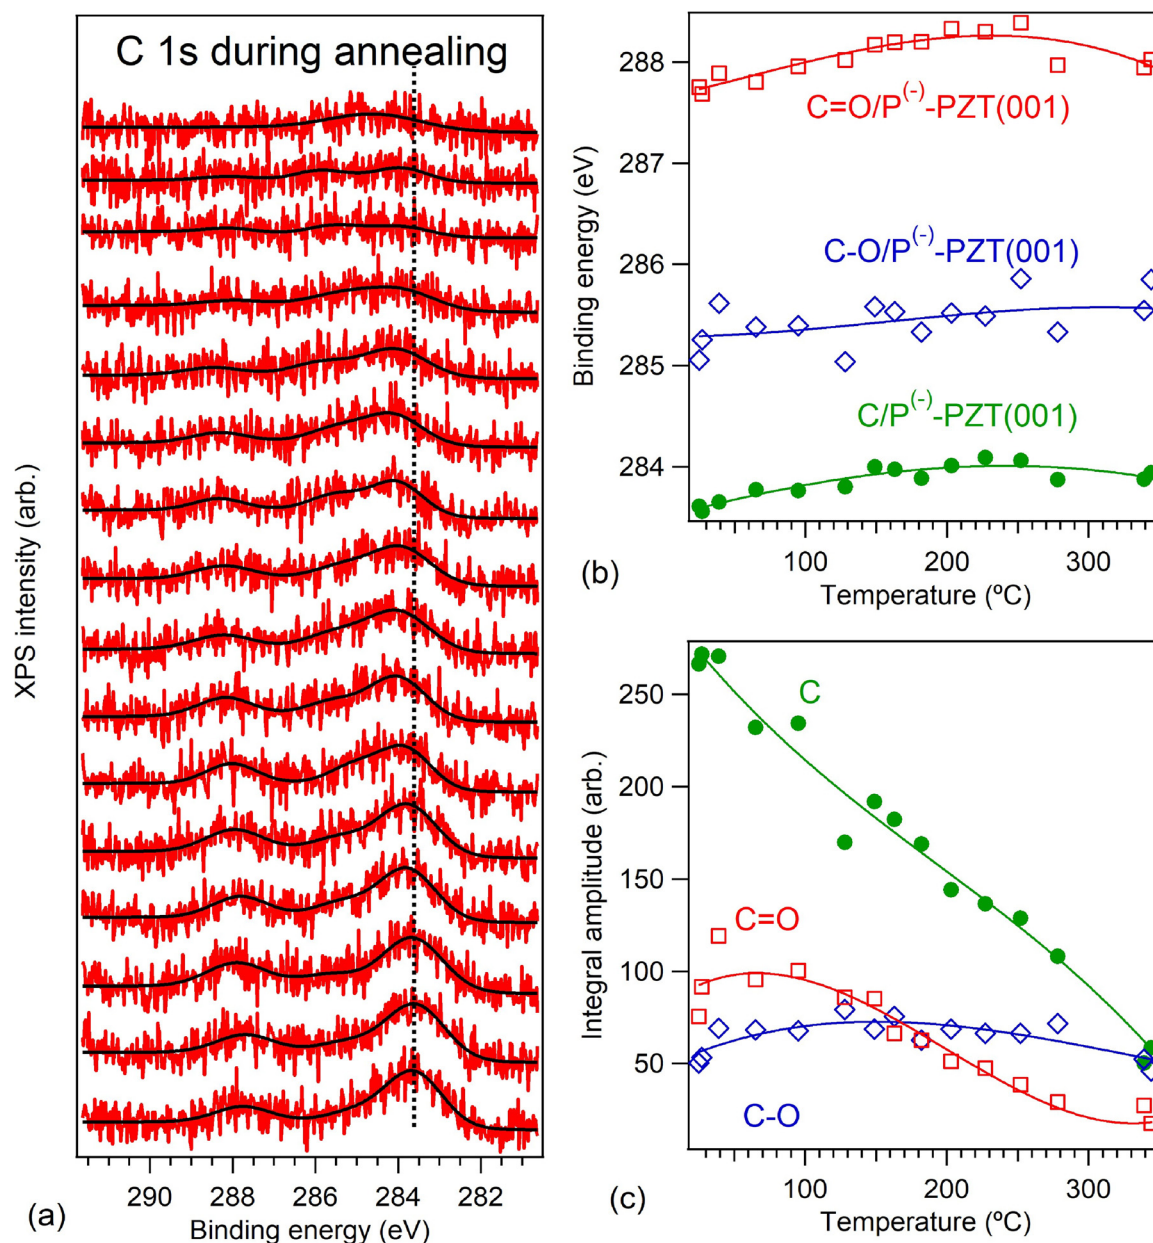 C 1s during annealing
XPS intensity (arb.)
290
288
286
284
282
Binding energy (eV)
(a)
288
287
286
285
284
Binding energy (eV)
C=O/P(-)-PZT(001)
C-O/P(-)-PZT(001)
C/P(-)-PZT(001)
100
200
300
Temperature (ºC)
(b)
250
200
150
100
50
Integral amplitude (arb.)
C
C=O
C-O
100
200
300
Temperature (ºC)
(c)